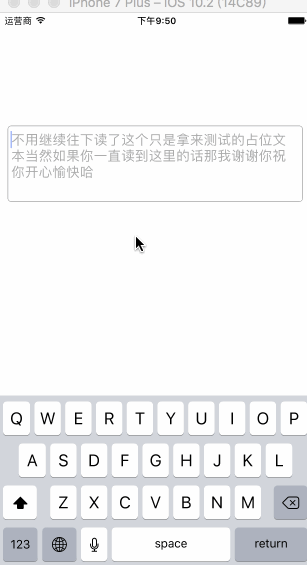 iPhone 7 Plus – iOS 10.2 (14C89)
运营商 下午9:50
不用继续往下读了这个只是拿来测试的占位文
本当然如果你一直读到这里的话那我谢谢你祝
你开心愉快哈
Q W E R T Y U I O P
A S D F G H J K L
Z X C V B N M
123 space return